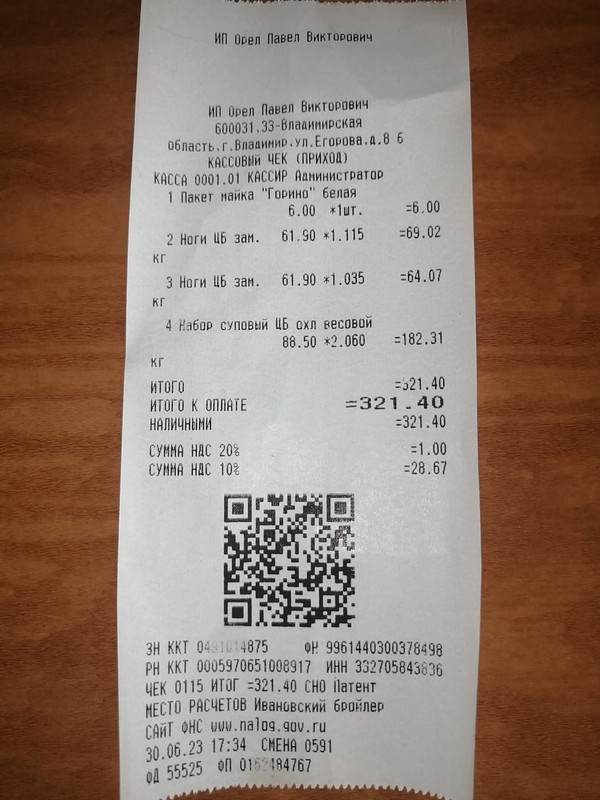 ИП Орел Павел Викторович
ИП Орел Павел Викторович
600031,33-Владимирская
область,г.Владимир,ул.Егорова,д.8 б
КАССОВЫЙ ЧЕК (ПРИХОД)
КАССА 0001.01 КАССИР Администратор
1 Пакет майка "Горино" белая
6.00 *1шт. =6.00
2 Ноги ЦБ зам. 61.90 *1.115 =69.02
кг
3 Ноги ЦБ зам. 61.90 *1.035 =64.07
кг
4 Набор суповый ЦБ охл весовой
88.50 *2.060 =182.31
кг
ИТОГО =321.40
ИТОГО К ОПЛАТЕ =321.40
НАЛИЧНЫМИ =321.40
СУММА НДС 20% =1.00
СУММА НДС 10% =28.67
ЗН ККТ ФН 9961440300378498
РН ККТ 0005970651008917 ИНН 332705843836
ЧЕК 0115 ИТОГ =321.40 СНО Патент
МЕСТО РАСЧЕТОВ Ивановский бройлер
САЙТ ФНС www.nalog.gov.ru
30.06.23 17:34 СМЕНА 0591
ФД 55525 ФП